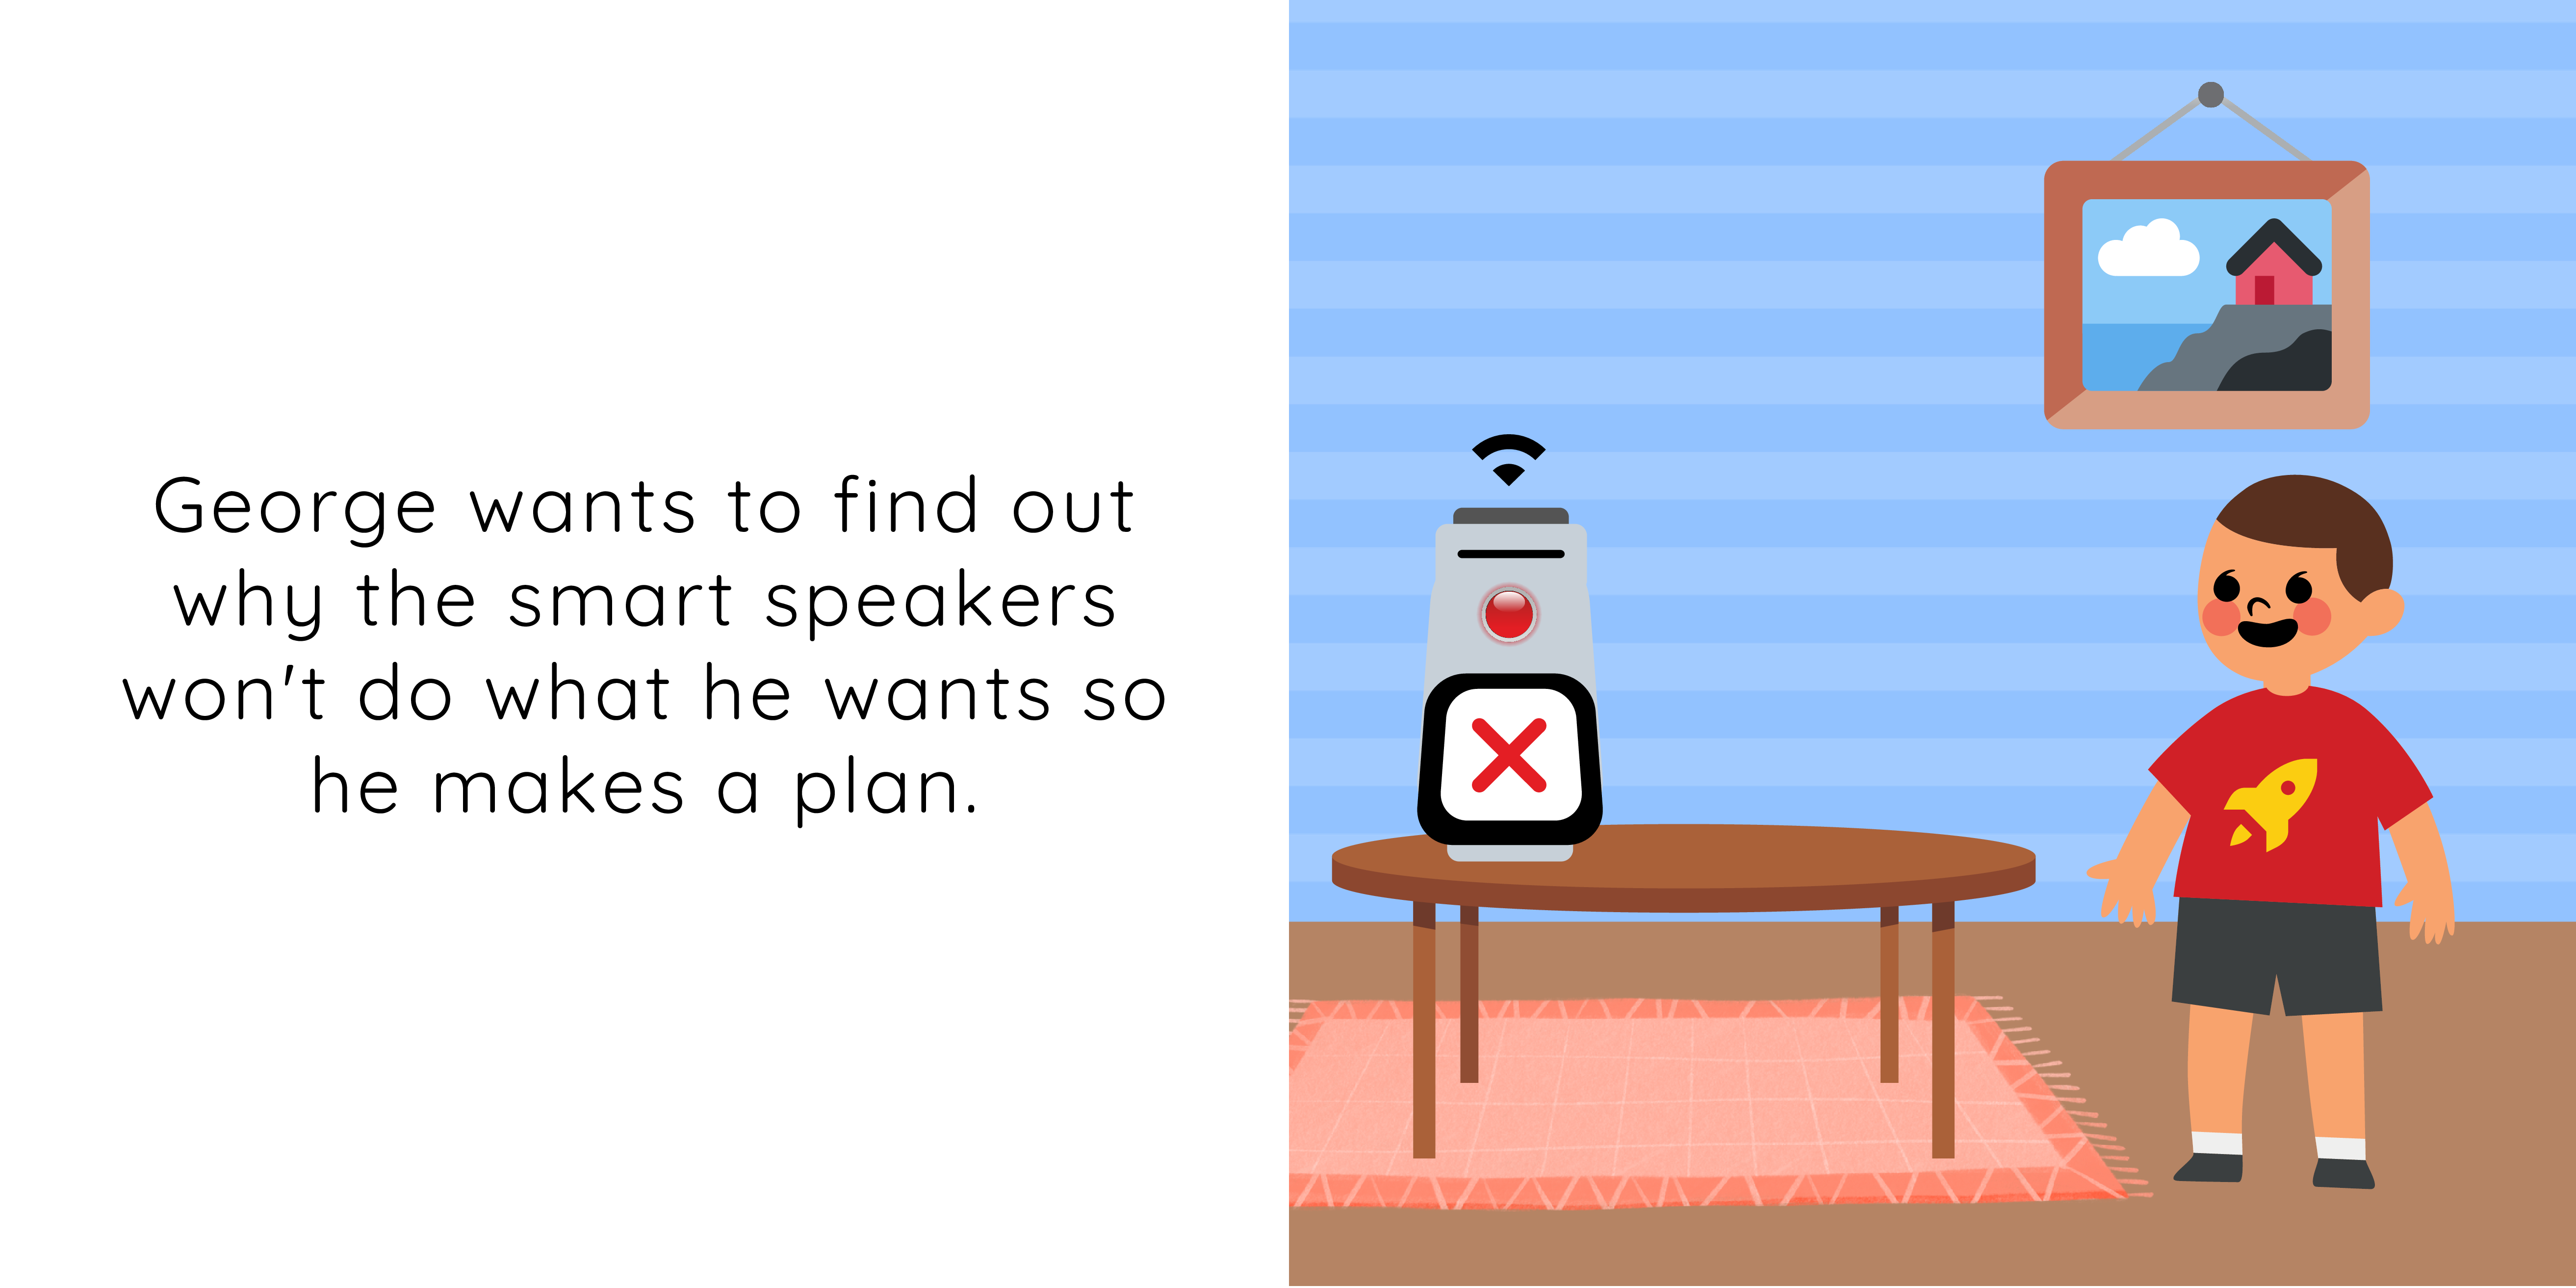 George wants to find out
why the smart speakers
won't do what he wants so
he makes a plan.